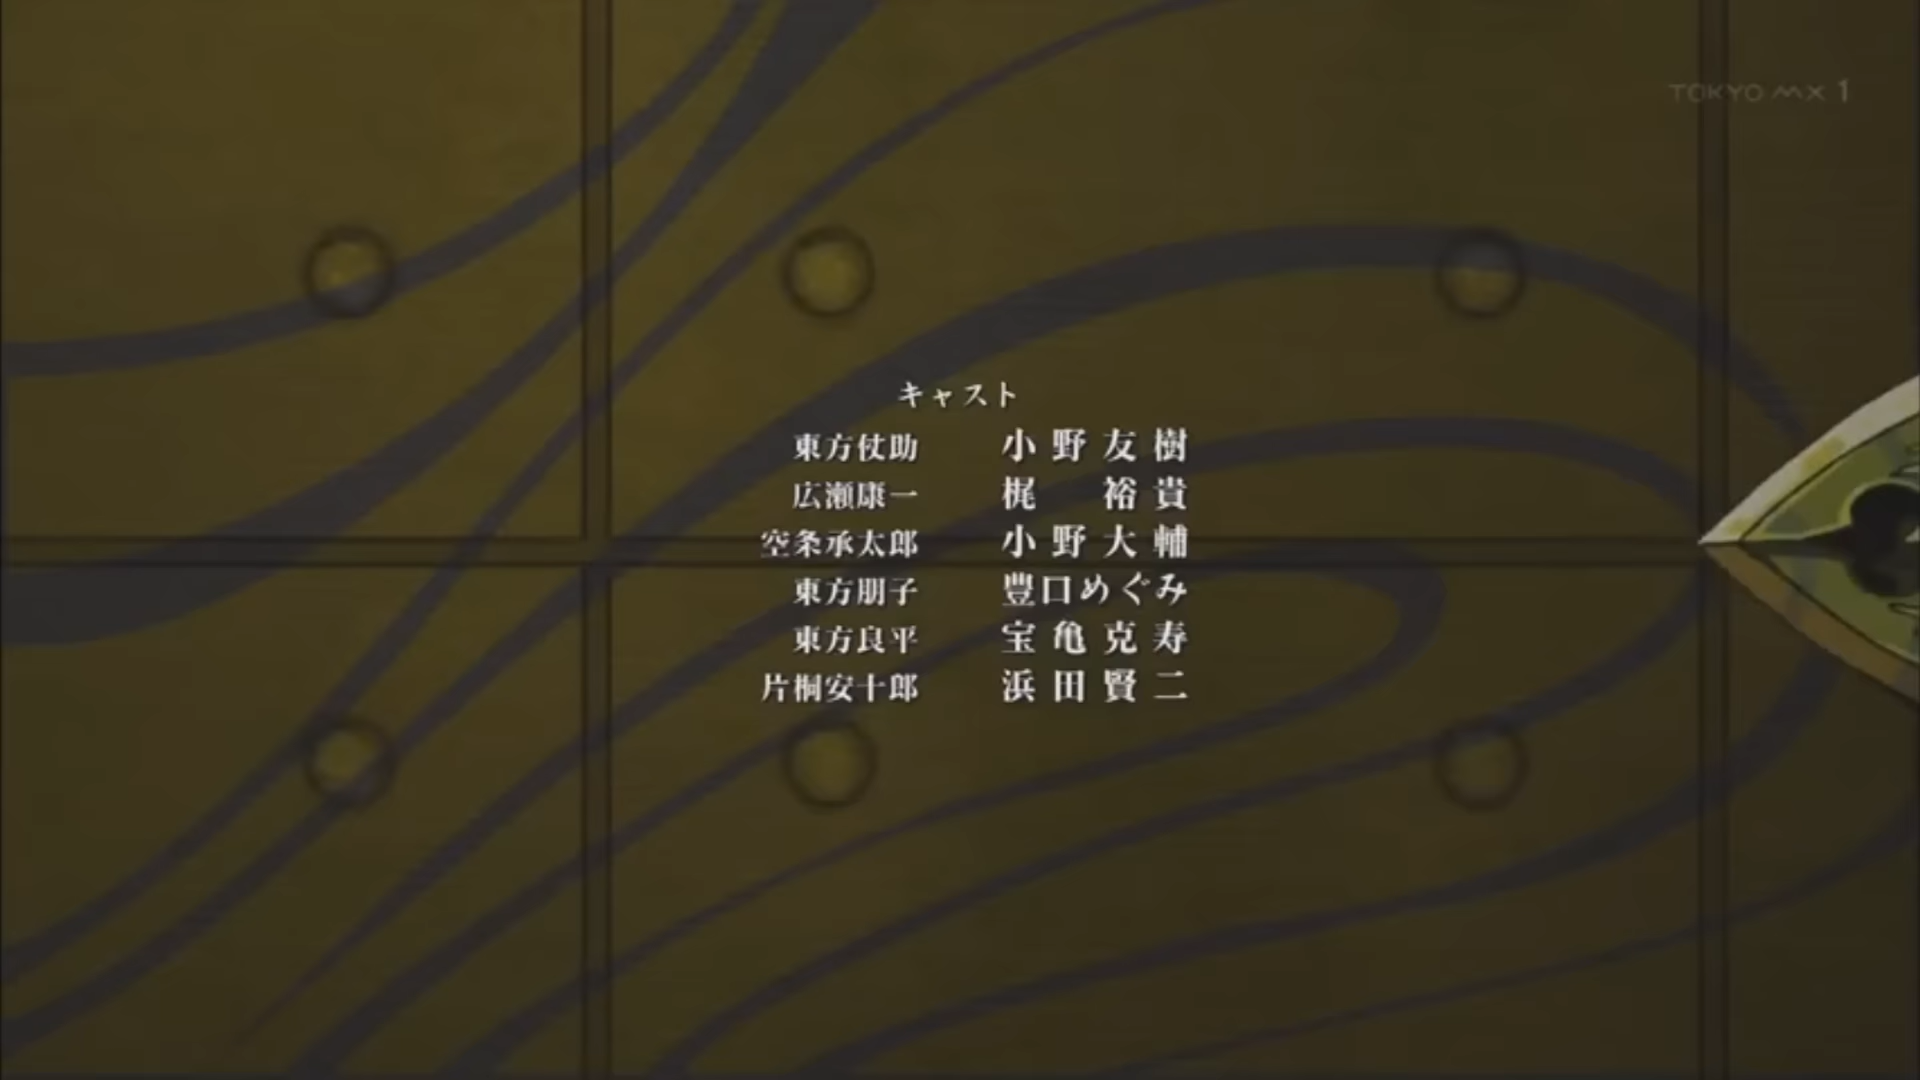 TOKYO MX 1
キャスト
東方仗助 小野友樹
広瀬康一 梶 裕貴
空条承太郎 小野大輔
東方朋子 豊口めぐみ
東方良平 宝亀克寿
片桐安十郎 浜田賢二